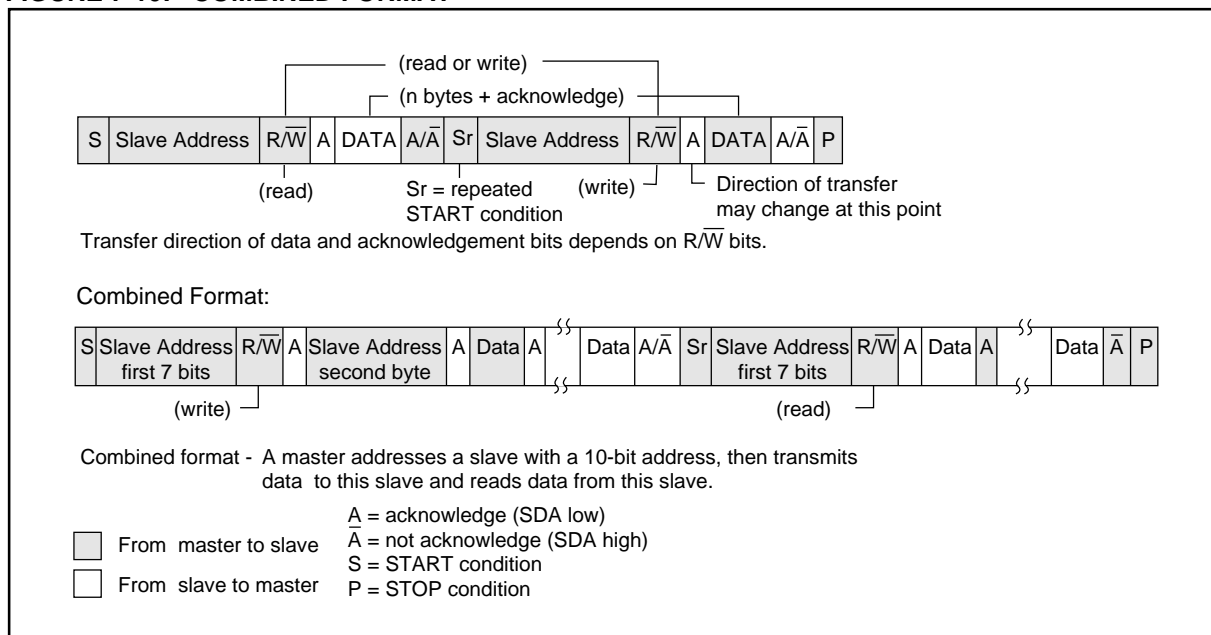 (read or write)
(n bytes + acknowledge)
S Slave Address R/W̅ A DATA A/A̅ Sr Slave Address R/W̅ A DATA A/A̅ P
(read) Sr = repeated (write) Direction of transfer
START condition may change at this point
Transfer direction of data and acknowledgement bits depends on R/W̅ bits.
Combined Format:
S Slave Address R/W̅ A Slave Address A Data A Data A/A̅ Sr Slave Address R/W̅ A Data A Data A̅ P
first 7 bits second byte first 7 bits
(write) (read)
Combined format - A master addresses a slave with a 10-bit address, then transmits
data to this slave and reads data from this slave.
A = acknowledge (SDA low)
From master to slave A̅ = not acknowledge (SDA high)
S = START condition
From slave to master P = STOP condition